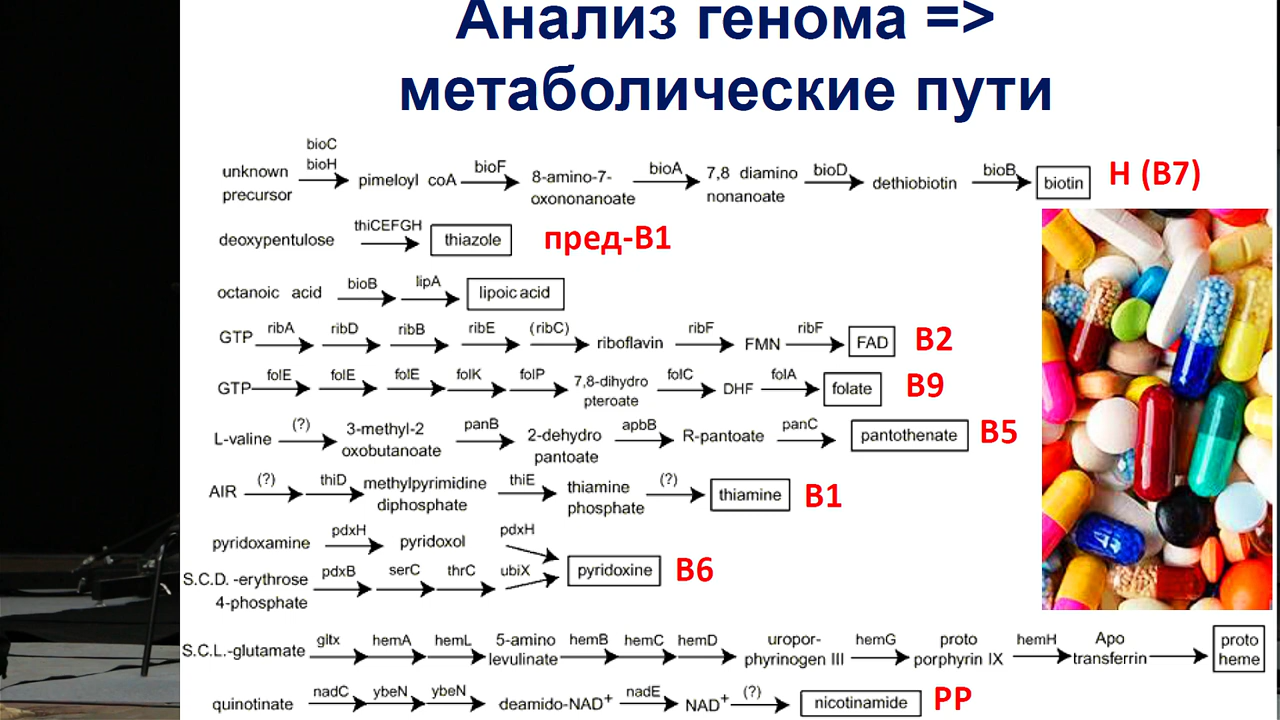 Анализ генома =>
метаболические пути
bioC
unknown bioH pimeloyl coA bioF 8-amino-7- bioA 7,8 diamino bioD dethiobiotin bioB biotin H (B7)
precursor oxononanoate nonanoate
deoxypentulose thiCEFGH thiazole пред-B1
octanoic acid bioB lipA lipoic acid
GTP ribA ribD ribB ribE (ribC) riboflavin ribF FMN ribF FAD B2
GTP folE folE folE folK folP 7,8-dihydro folC DHF folA folate B9
pteroate
L-valine (?) 3-methyl-2 panB 2-dehydro apbB R-pantoate panC pantothenate B5
oxobutanoate pantoate
AIR (?) thiD methylpyrimidine thiE thiamine (?) thiamine B1
diphosphate phosphate
pyridoxamine pdxH pyridoxol pdxH
pyridoxine B6
S.C.D. -erythrose pdxB serC thrC ubiX
4-phosphate
S.C.L.-glutamate gltx hemA hemL 5-amino hemB hemC hemD uropor- hemG proto hemH Apo proto
levulinate phyrinogen III porphyrin IX transferrin heme
quinotinate nadC ybeN ybeN deamido-NAD+ nadE NAD+ (?) nicotinamide PP